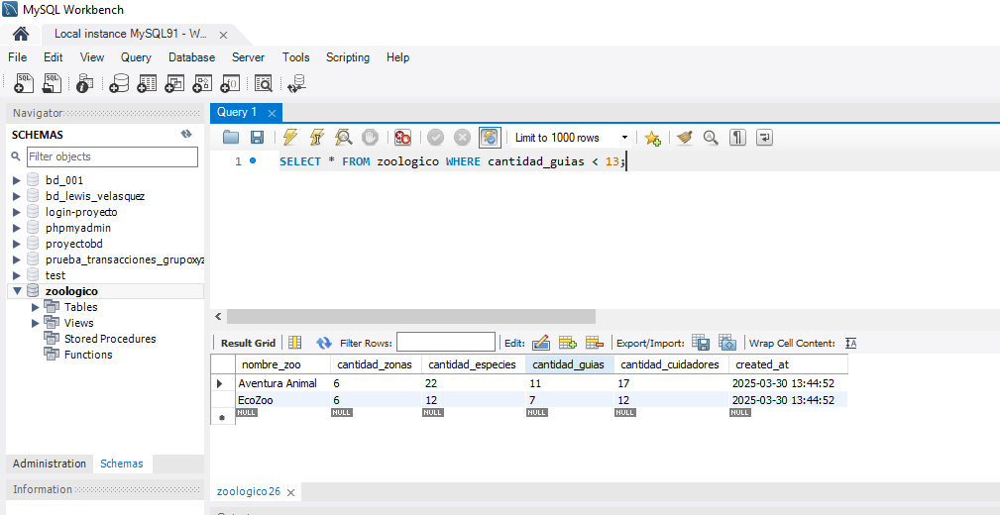 MySQL Workbench
Local instance MySQL91 - W... ×
File Edit View Query Database Server Tools Scripting Help
Navigator
SCHEMAS
Filter objects
bd_001
bd_lewis_velasquez
login-proyecto
phpmyadmin
proyectobd
prueba_transacciones_grupoxyz
test
zoologico
Tables
Views
Stored Procedures
Functions
Administration Schemas
Information
Query 1 ×
Limit to 1000 rows
1 SELECT * FROM zoologico WHERE cantidad_guias < 13;
Result Grid Filter Rows: Edit: Export/Import: Wrap Cell Content: IA
nombre_zoo cantidad_zonas cantidad_especies cantidad_guias cantidad_cuidadores created_at
Aventura Animal 6 22 11 17 2025-03-30 13:44:52
EcoZoo 6 12 7 12 2025-03-30 13:44:52
NULL NULL NULL NULL NULL NULL
zoologico26 ×